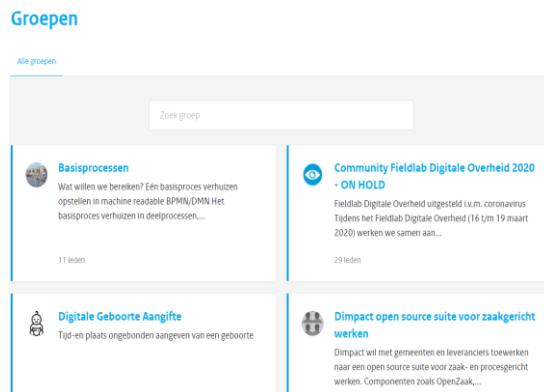 Groepen
Alle groepen
Zoek groep
Basisprocessen
Wat willen we bereiken? Eén basisproces verhuizen
opstellen in machine readable BPMN/DMN Het
basisproces verhuizen in deelprocessen,...
11 leden
Community Fieldlab Digitale Overheid 2020
- ON HOLD
Fieldlab Digitale Overheid uitgesteld i.v.m. coronavirus
Tijdens het Fieldlab Digitale Overheid (16 t/m 19 maart
2020) werken we samen aan...
29 leden
Digitale Geboorte Aangifte
Tijd-en plaats ongebonden aangeven van een geboorte
Dimpact open source suite voor zaakgericht
werken
Dimpact wil met gemeenten en leveranciers toewerken
naar een open source suite voor zaak- en procesgericht
werken. Componenten zoals OpenZaak,...